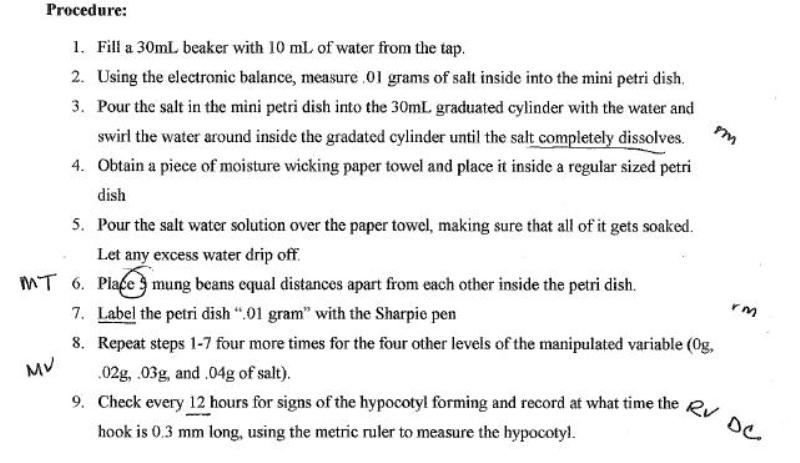 Procedure:
1. Fill a 30mL beaker with 10 mL of water from the tap.
2. Using the electronic balance, measure .01 grams of salt inside into the mini petri dish.
3. Pour the salt in the mini petri dish into the 30mL graduated cylinder with the water and
swirl the water around inside the gradated cylinder until the salt completely dissolves. rm
4. Obtain a piece of moisture wicking paper towel and place it inside a regular sized petri
dish
5. Pour the salt water solution over the paper towel, making sure that all of it gets soaked.
Let any excess water drip off.
MT 6. Place mung beans equal distances apart from each other inside the petri dish.
7. Label the petri dish “.01 gram” with the Sharpie pen rm
8. Repeat steps 1-7 four more times for the four other levels of the manipulated variable (0g,
MV .02g, .03g, and .04g of salt).
9. Check every 12 hours for signs of the hypocotyl forming and record at what time the RV
hook is 0.3 mm long, using the metric ruler to measure the hypocotyl. DC